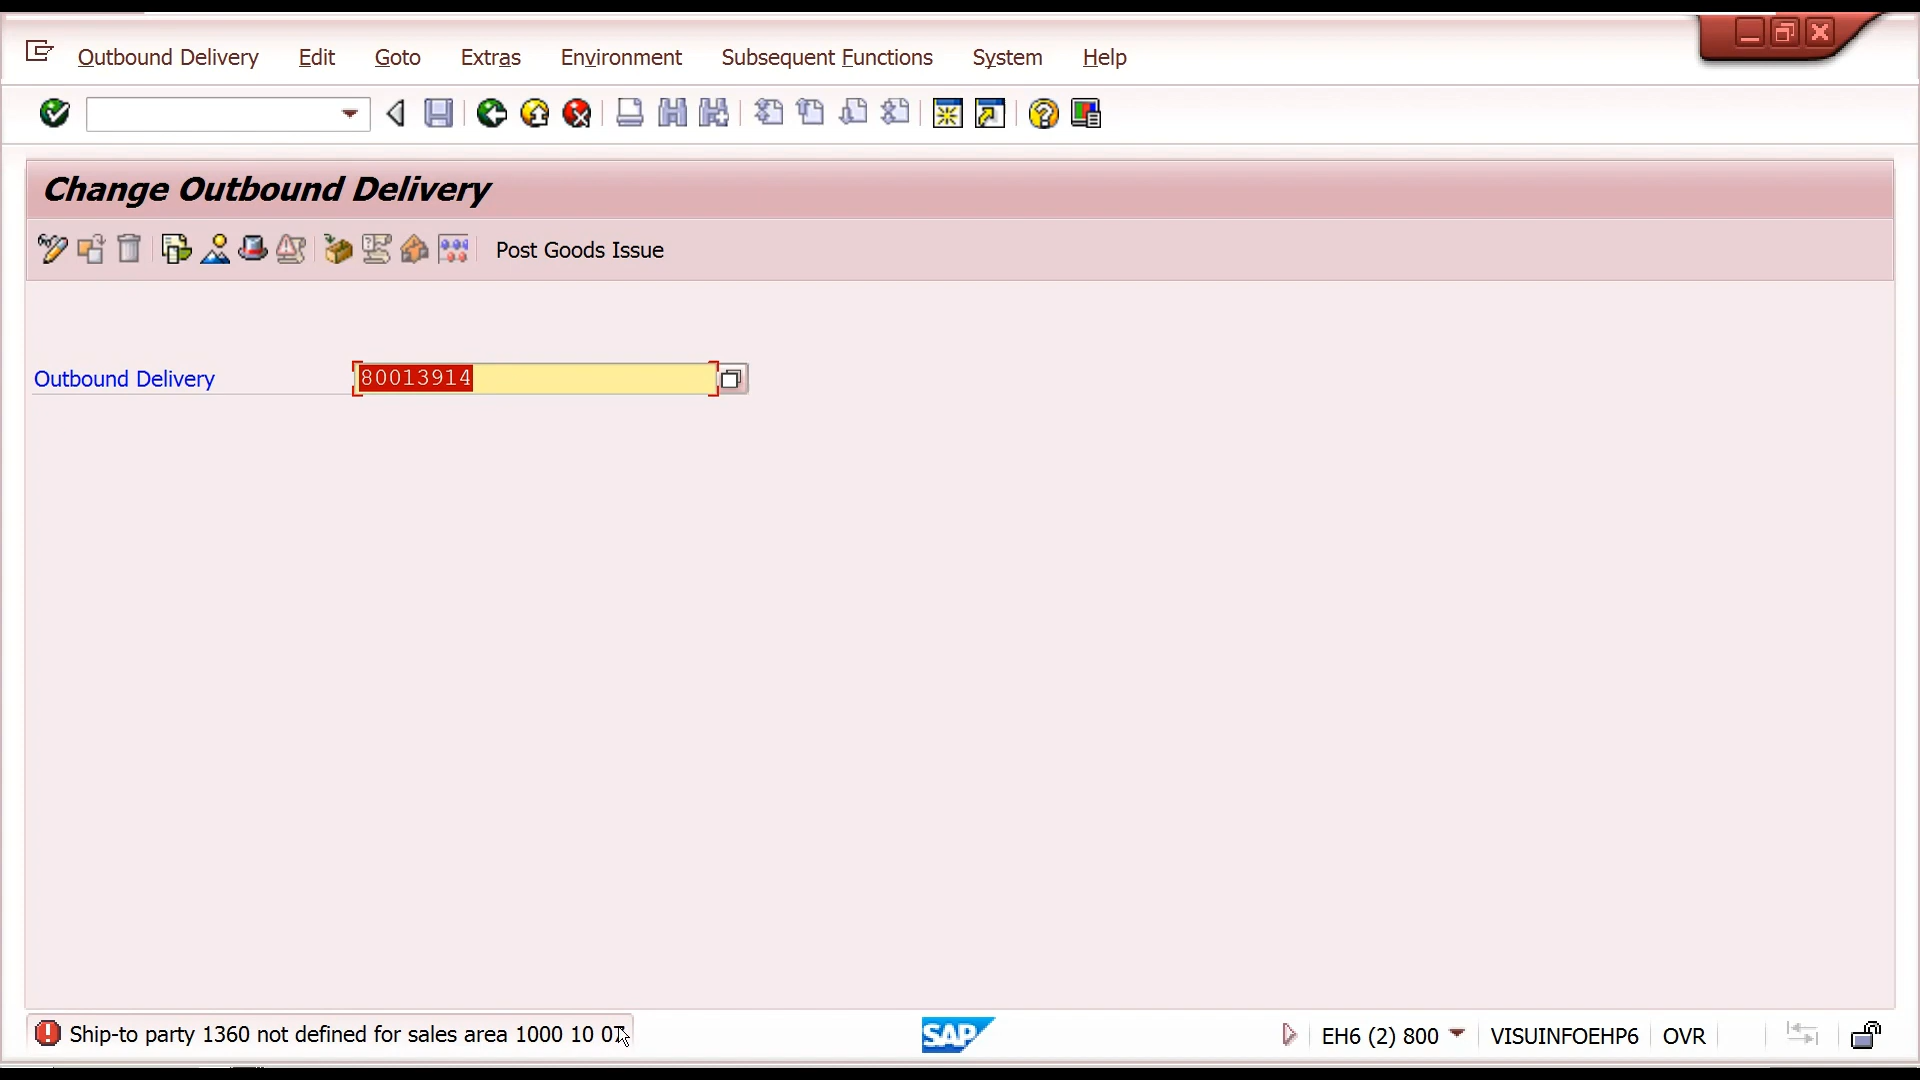 Outbound Delivery Edit Goto Extras Environment Subsequent Functions System Help
Change Outbound Delivery
Post Goods Issue
Outbound Delivery 80013914
Ship-to party 1360 not defined for sales area 1000 10
SAP
EH6 (2) 800 VISUINFOEHP6 OVR